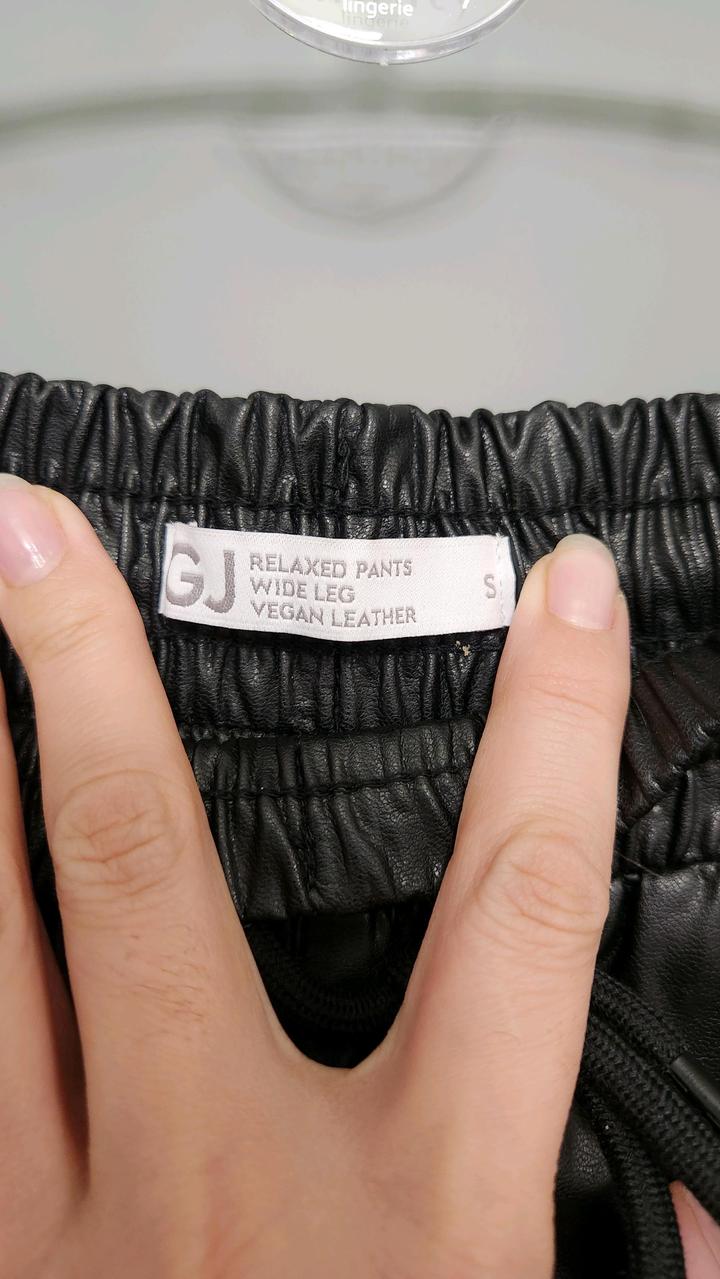 lingerie
GJ
RELAXED PANTS
WIDE LEG
VEGAN LEATHER
S